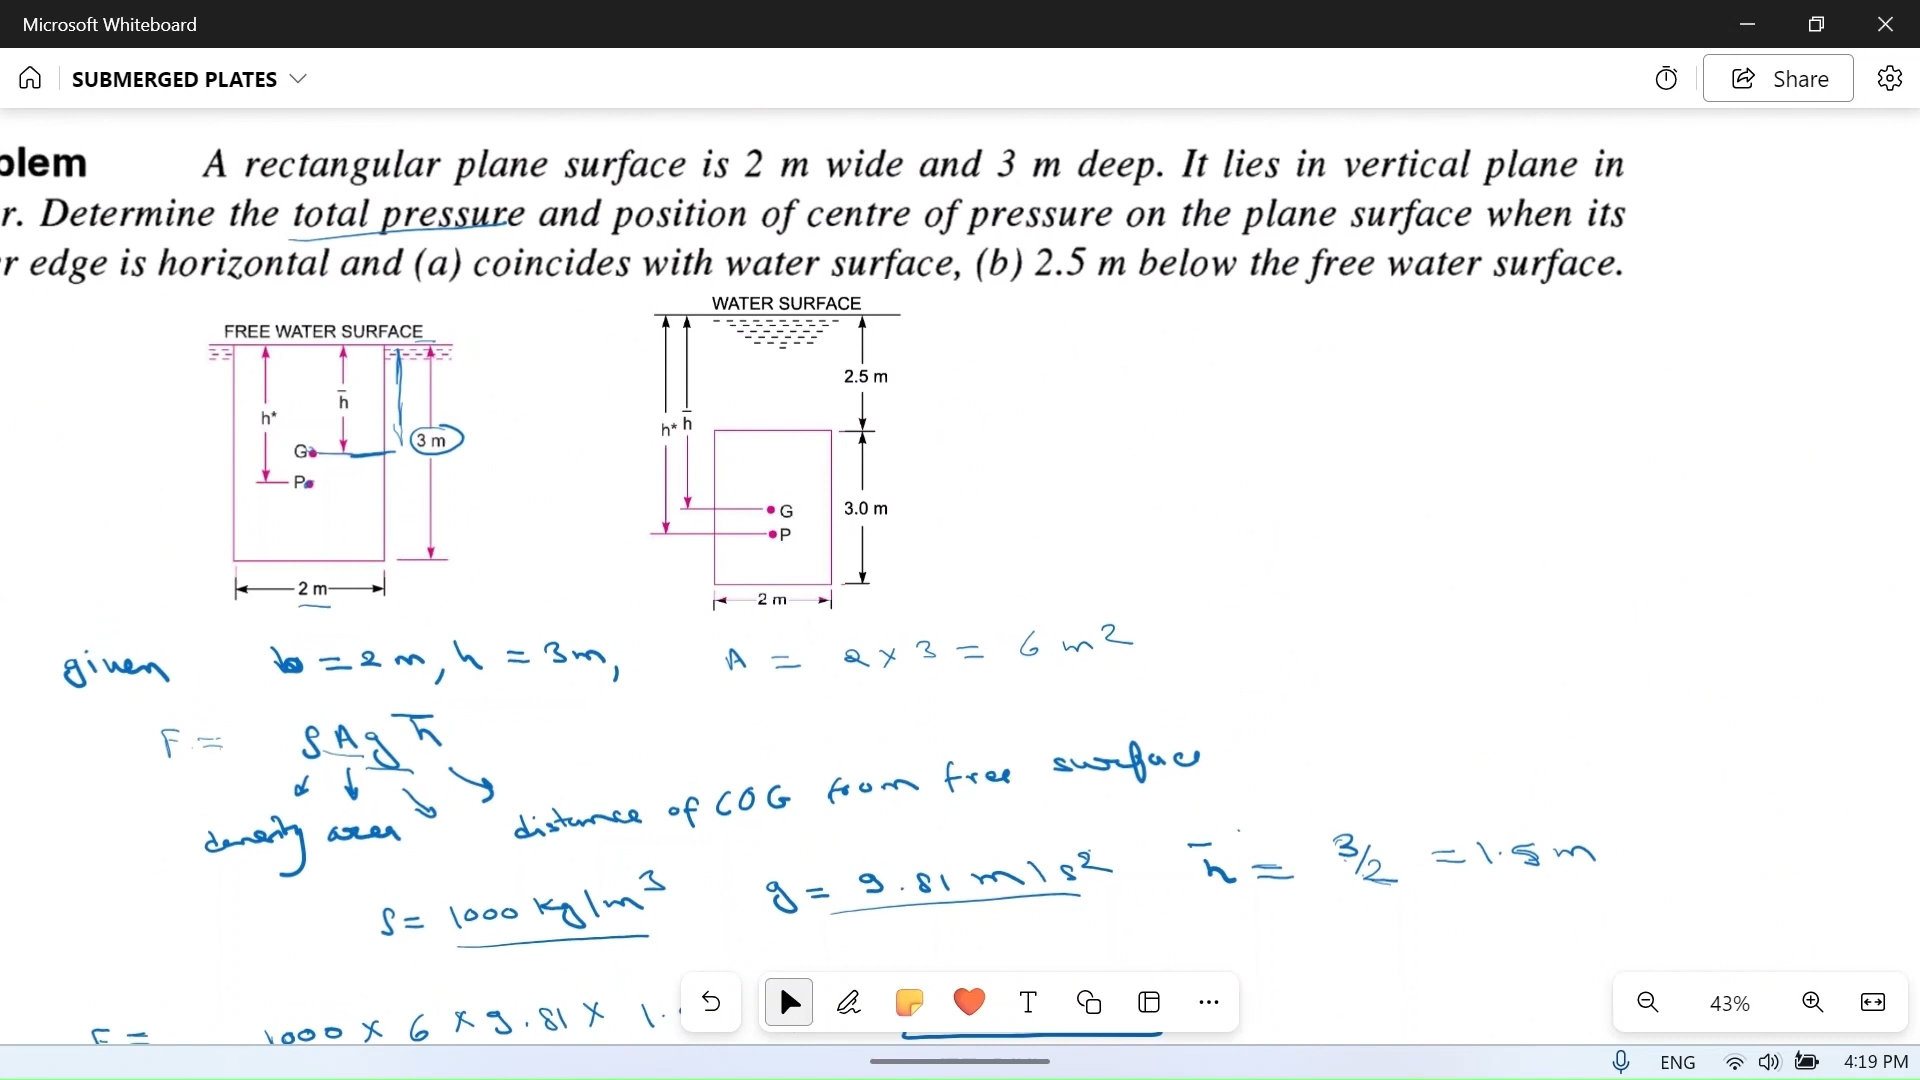 Microsoft Whiteboard
SUBMERGED PLATES
Share
blem A rectangular plane surface is 2 m wide and 3 m deep. It lies in vertical plane in
r. Determine the total pressure and position of centre of pressure on the plane surface when its
r edge is horizontal and (a) coincides with water surface, (b) 2.5 m below the free water surface.
WATER SURFACE
FREE WATER SURFACE
2.5 m
h̄
h*
h* h̄
3 m
G
P
G
3.0 m
P
2 m
2 m
given b = 2 m, h = 3m, A = 2 × 3 = 6 m²
F = ρAgh̄
density area distance of COG from free surface
ρ = 1000 kg/m³ g = 9.81 m/s² h̄ = 3/2 = 1.5 m
F = 1000 × 6 × 9.81 × 1.
T
43%
ENG
4:19 PM